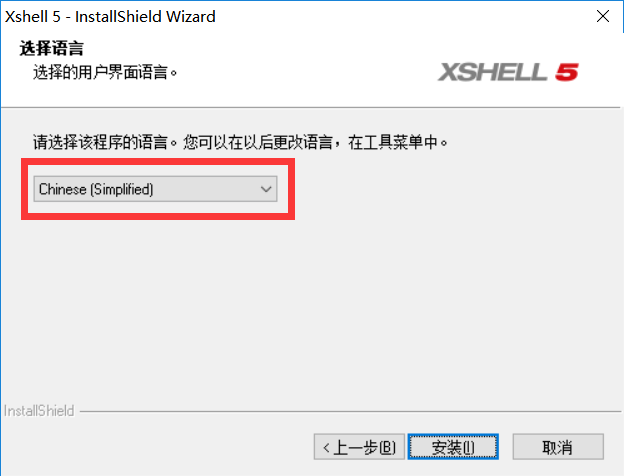 Xshell 5 - InstallShield Wizard
选择语言
选择的用户界面语言。
XSHELL 5
请选择该程序的语言。您可以在以后更改语言，在工具菜单中。
Chinese (Simplified)
InstallShield
<上一步(B)
安装(I)
取消